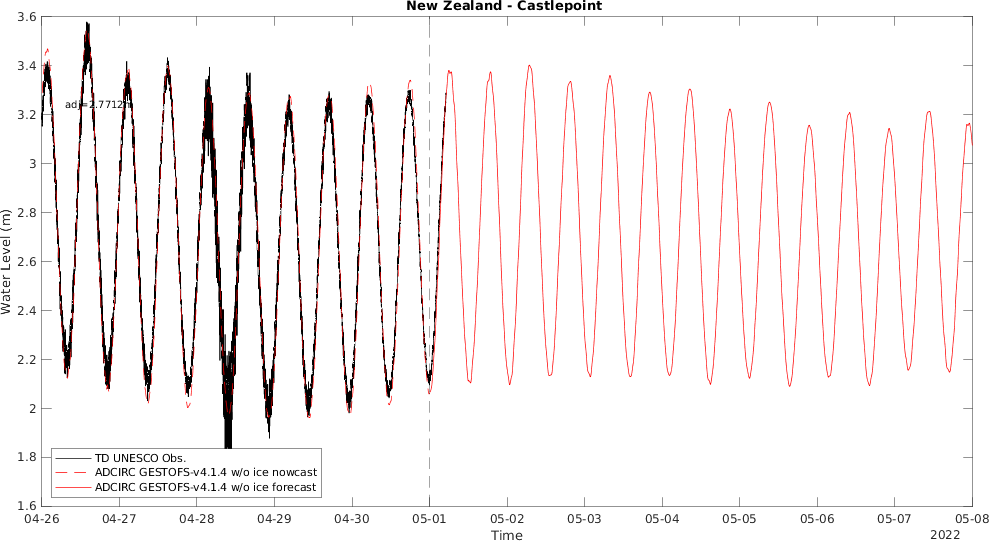 New Zealand - Castlepoint
3.6
3.4
3.2
3
2.8
2.6
2.4
2.2
2
1.8
1.6
Water Level (m)
adj=2.7712m
TD UNESCO Obs.
ADCIRC GESTOFS-v4.1.4 w/o ice nowcast
ADCIRC GESTOFS-v4.1.4 w/o ice forecast
04-26 04-27 04-28 04-29 04-30 05-01 05-02 05-03 05-04 05-05 05-06 05-07 05-08
Time
2022